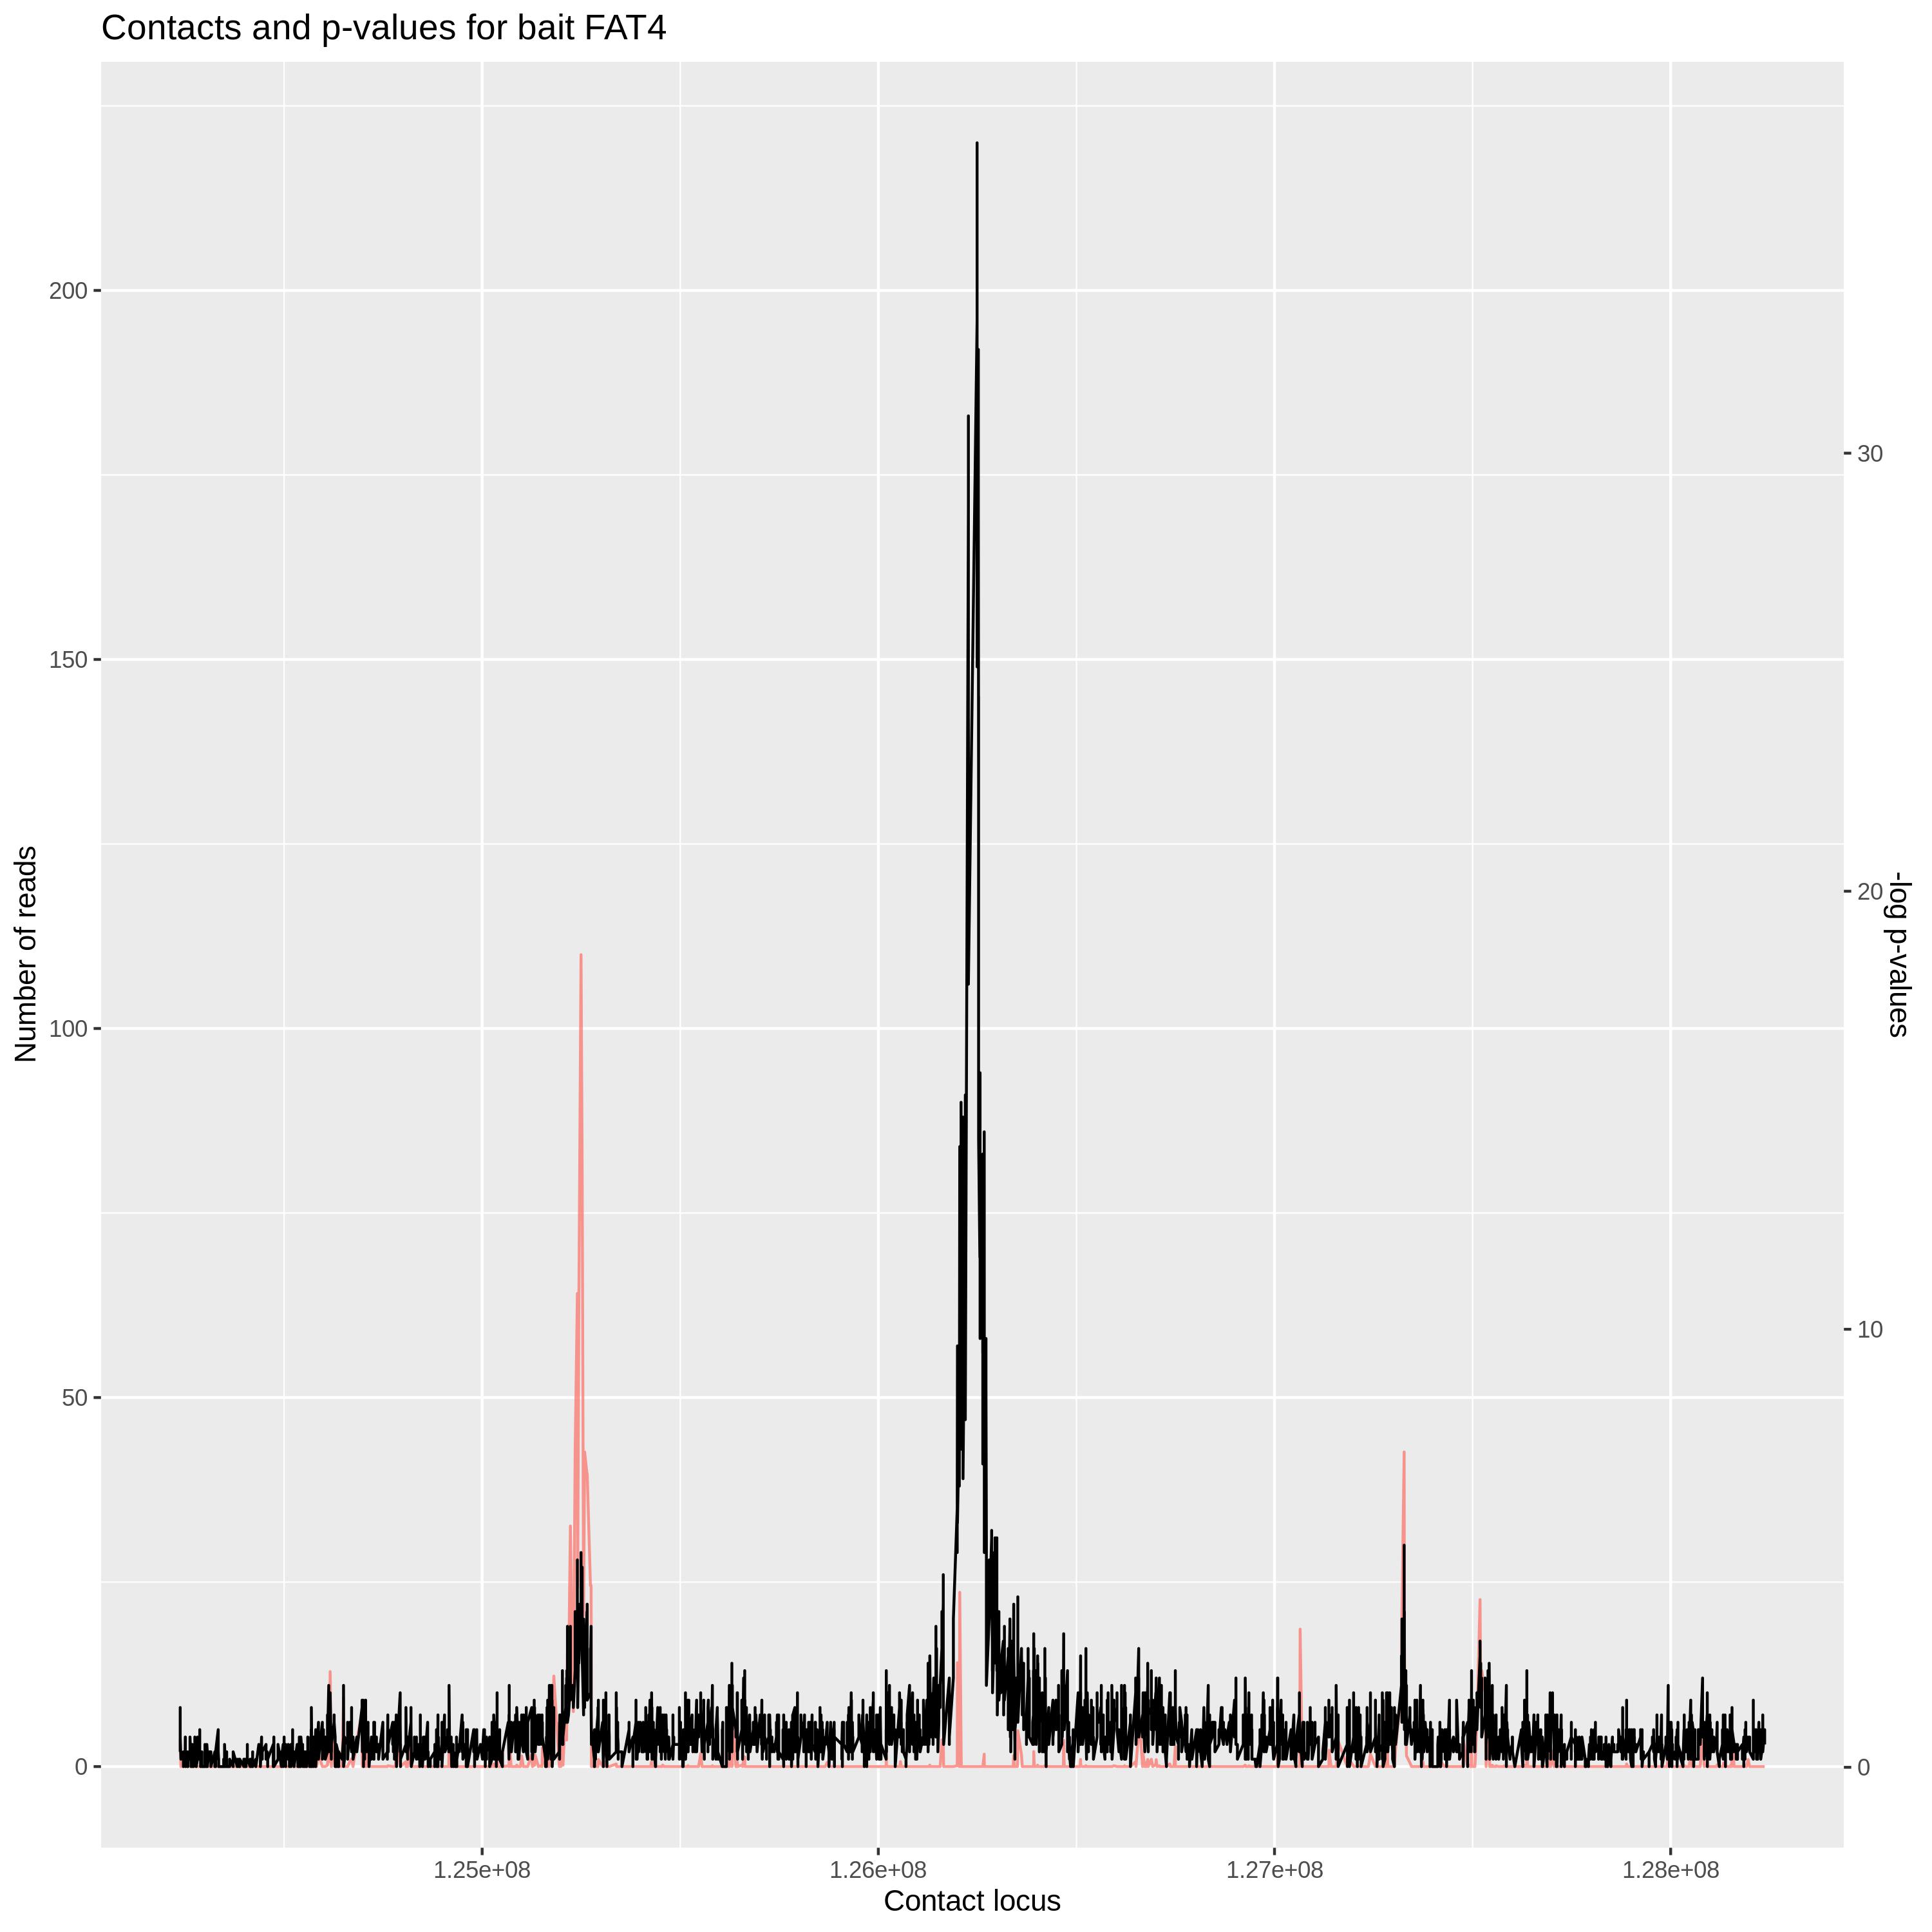 Contacts and p-values for bait FAT4
Number of reads
200
150
100
50
0
30
20
10
0
-log p-values
1.25e+08
1.26e+08
1.27e+08
1.28e+08
Contact locus